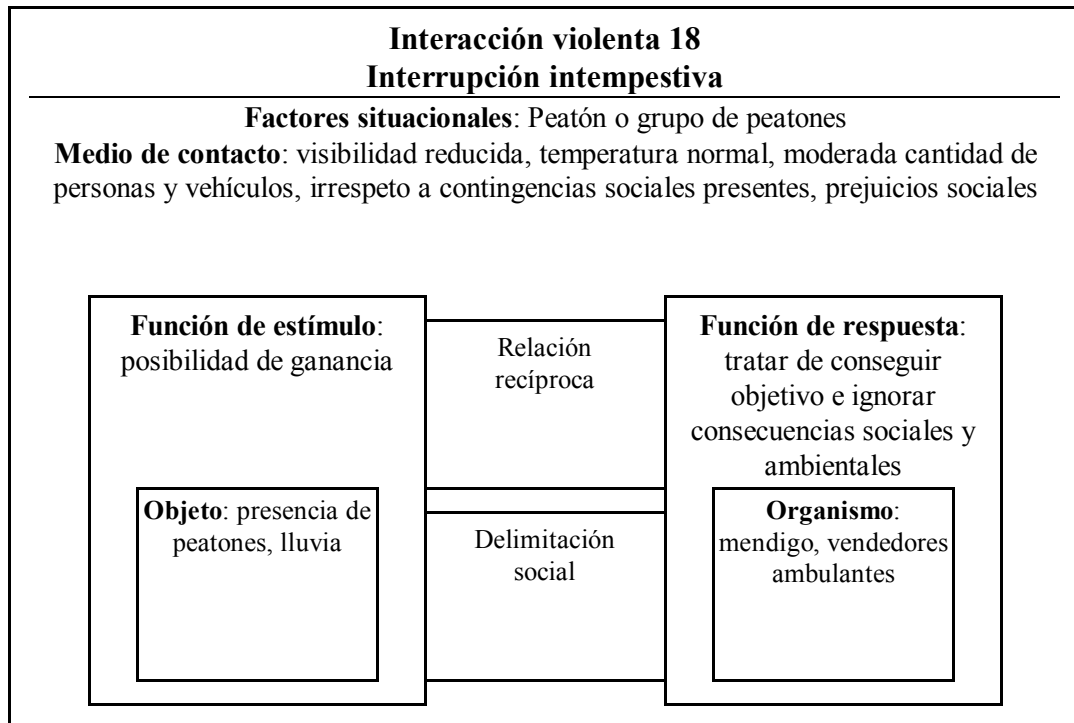 Interacción violenta 18
Interrupción intempestiva
Factores situacionales: Peatón o grupo de peatones
Medio de contacto: visibilidad reducida, temperatura normal, moderada cantidad de
personas y vehículos, irrespeto a contingencias sociales presentes, prejuicios sociales
Función de estímulo:
posibilidad de ganancia
Objeto: presencia de
peatones, lluvia
Relación
recíproca
Delimitación
social
Función de respuesta:
tratar de conseguir
objetivo e ignorar
consecuencias sociales y
ambientales
Organismo:
mendigo, vendedores
ambulantes